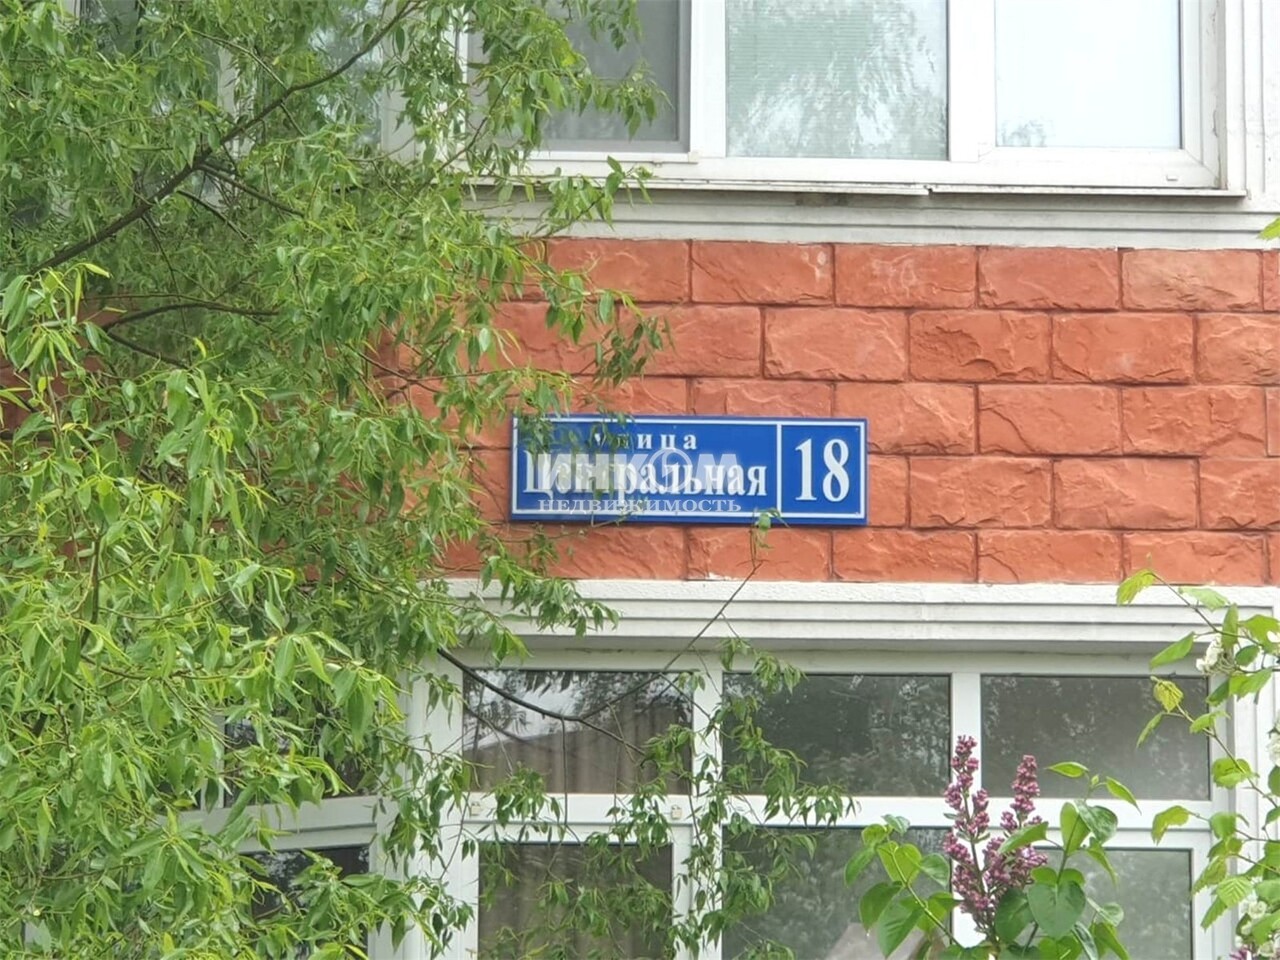 улица
Центральная
18
ИНКОМ
НЕДВИЖИМОСТЬ